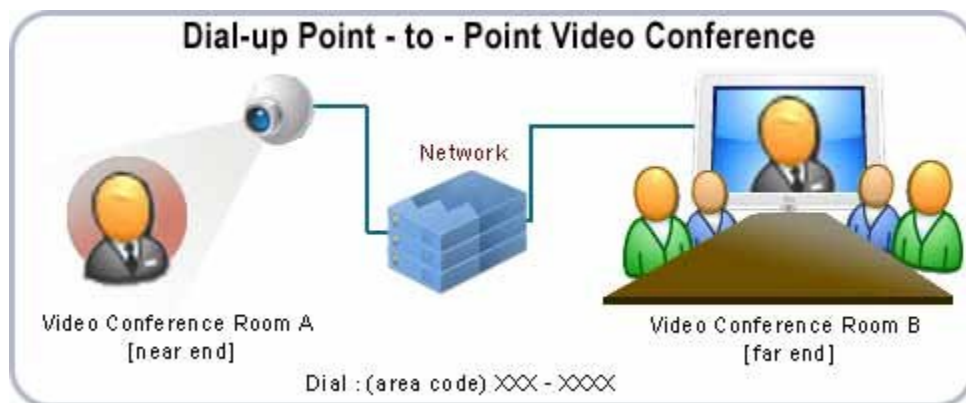 Dial-up Point - to - Point Video Conference
Network
Video Conference Room A
[near end]
Video Conference Room B
[far end]
Dial : (area code) XXX - XXXX